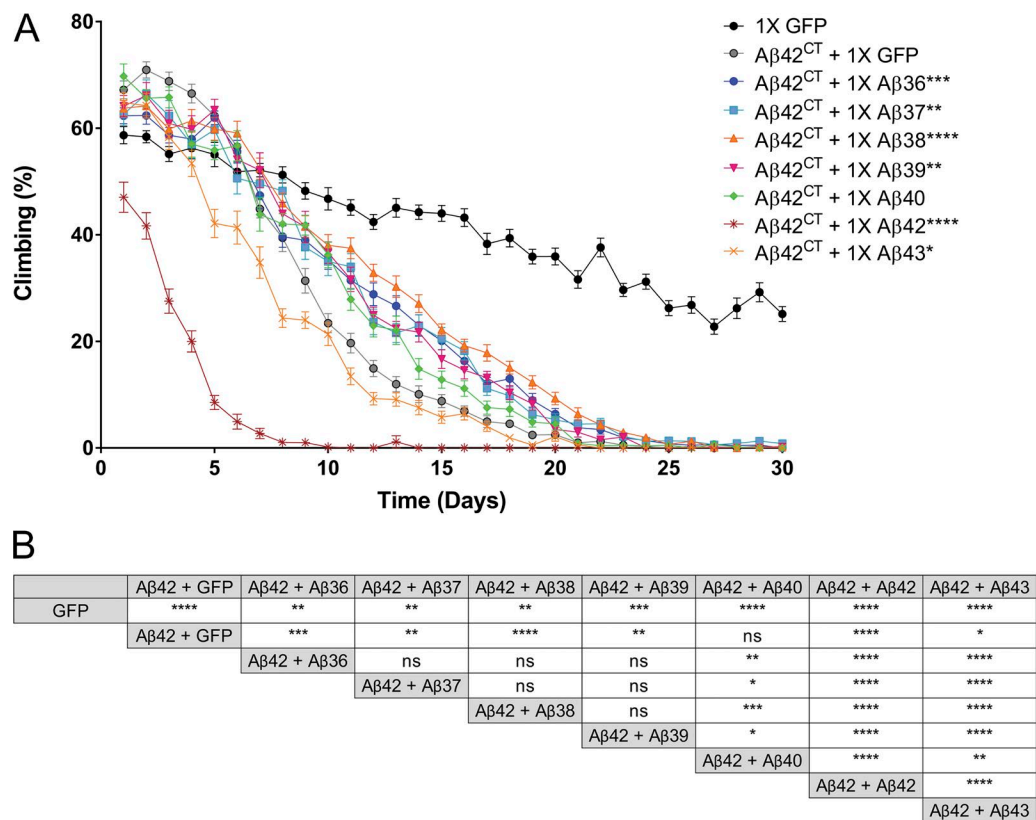 A
80
60
40
20
0
Climbing (%)
0 5 10 15 20 25 30
Time (Days)
1X GFP
Aβ42CT + 1X GFP
Aβ42CT + 1X Aβ36***
Aβ42CT + 1X Aβ37**
Aβ42CT + 1X Aβ38****
Aβ42CT + 1X Aβ39**
Aβ42CT + 1X Aβ40
Aβ42CT + 1X Aβ42****
Aβ42CT + 1X Aβ43*
B
Aβ42 + GFP Aβ42 + Aβ36 Aβ42 + Aβ37 Aβ42 + Aβ38 Aβ42 + Aβ39 Aβ42 + Aβ40 Aβ42 + Aβ42 Aβ42 + Aβ43
GFP **** ** ** ** *** **** **** ****
Aβ42 + GFP *** ** **** ** ns **** *
Aβ42 + Aβ36 ns ns ns ** **** ****
Aβ42 + Aβ37 ns ns * **** ****
Aβ42 + Aβ38 ns *** **** ****
Aβ42 + Aβ39 * **** ****
Aβ42 + Aβ40 **** **
Aβ42 + Aβ42 ****
Aβ42 + Aβ43